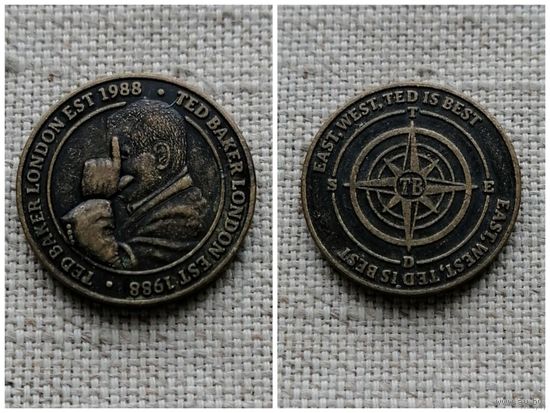 TED BAKER LONDON EST 1988 • TED BAKER LONDON EST 1988 •
EAST, WEST, TED IS BEST
T
S
TB
E
D
EAST, WEST, TED IS BEST